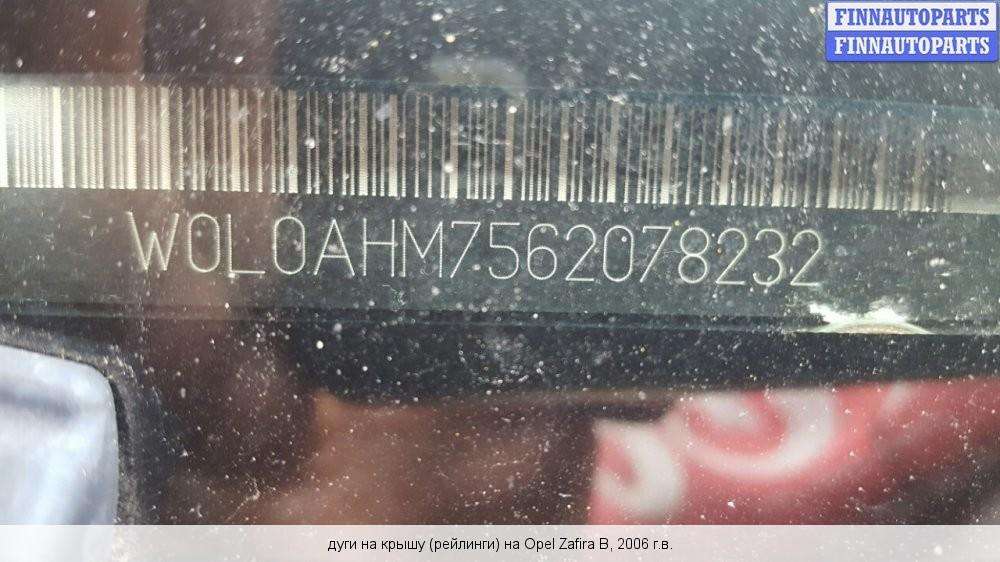 FINNAUTOPARTS
FINNAUTOPARTS
W0L0AHM7562078232
дуги на крышу (рейлинги) на Opel Zafira B, 2006 г.в.